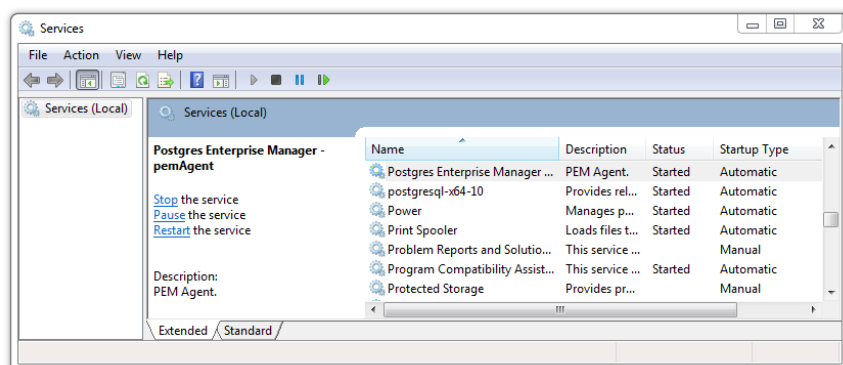 Services
File Action View Help
Services (Local)
Services (Local)
Postgres Enterprise Manager -
pemAgent
Stop the service
Pause the service
Restart the service
Description:
PEM Agent.
Name Description Status Startup Type
Postgres Enterprise Manager ... PEM Agent. Started Automatic
postgresql-x64-10 Provides rel... Started Automatic
Power Manages p... Started Automatic
Print Spooler Loads files t... Started Automatic
Problem Reports and Solutio... This service ... Manual
Program Compatibility Assist... This service ... Started Automatic
Protected Storage Provides pr... Manual
Extended Standard